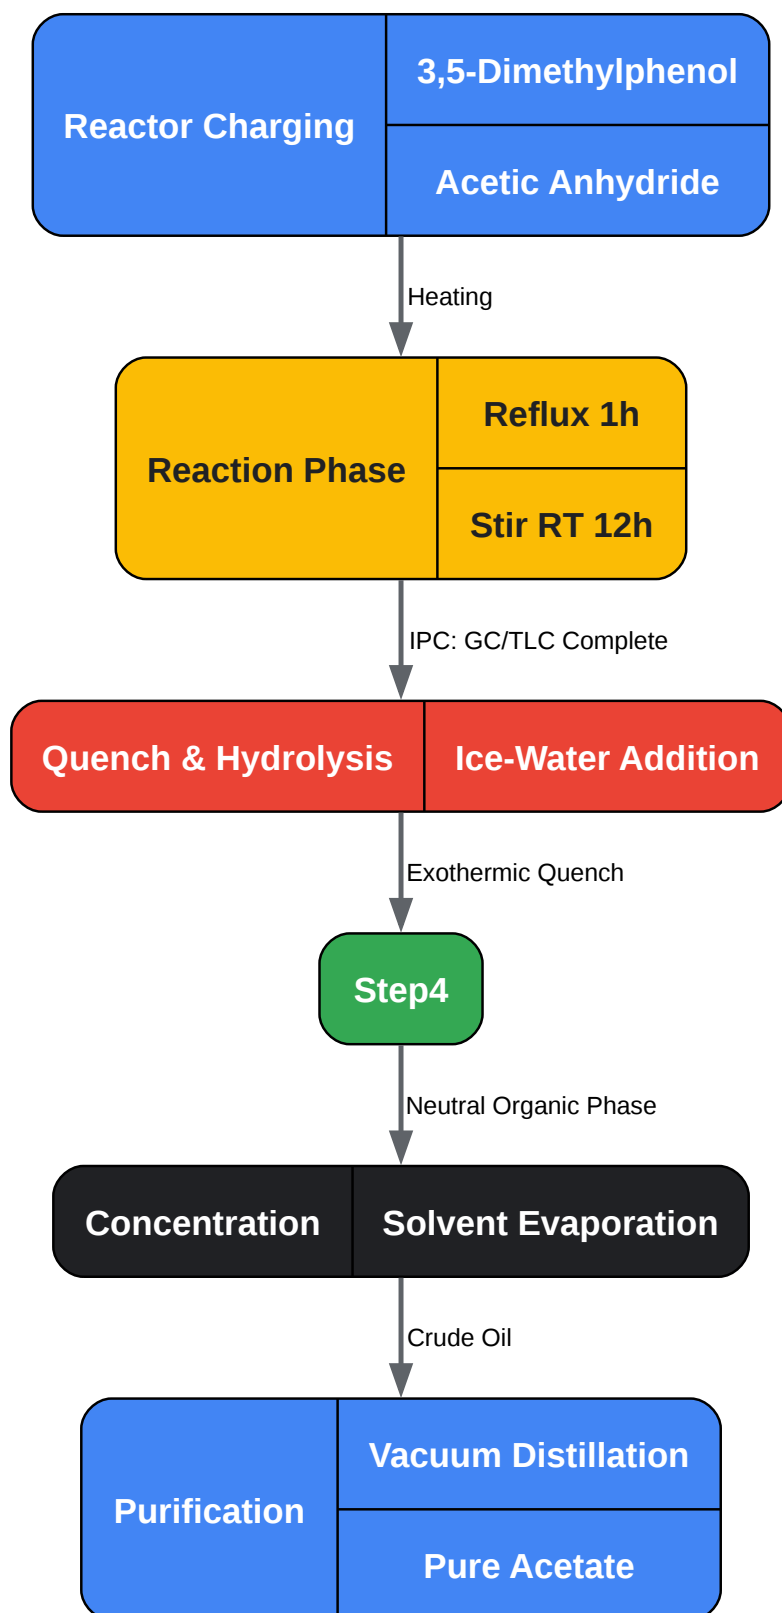 Reactor Charging
3,5-Dimethylphenol
Acetic Anhydride
Heating
Reaction Phase
Reflux 1h
Stir RT 12h
IPC: GC/TLC Complete
Quench & Hydrolysis
Ice-Water Addition
Exothermic Quench
Step4
Neutral Organic Phase
Concentration
Solvent Evaporation
Crude Oil
Purification
Vacuum Distillation
Pure Acetate